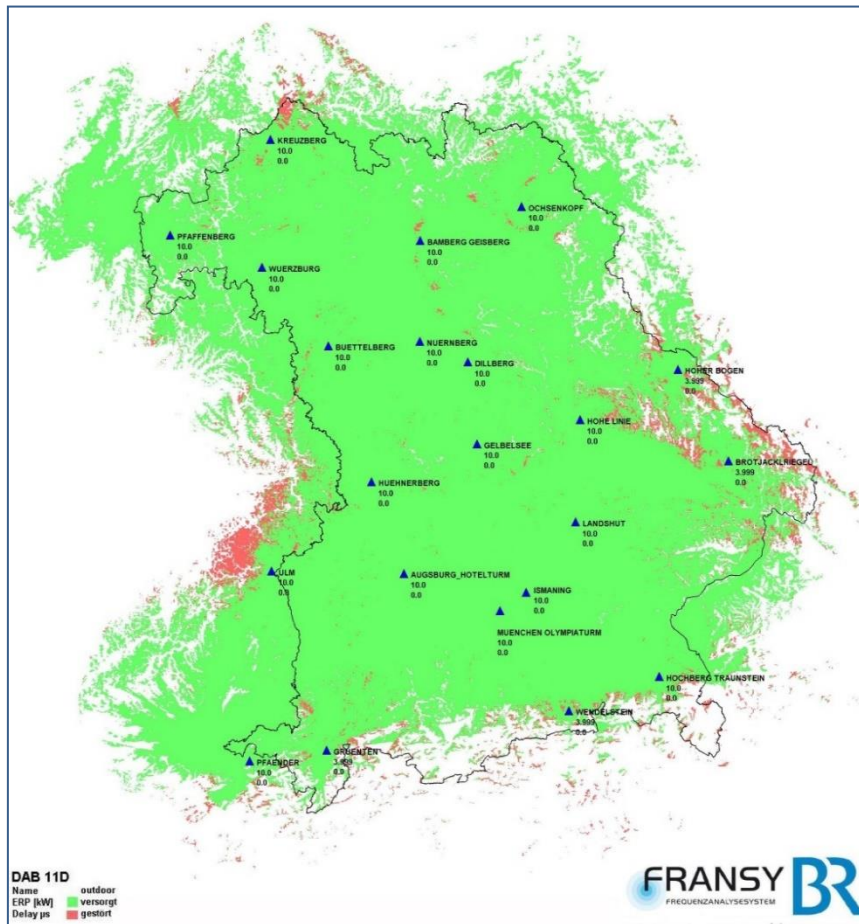 KREUZBERG
10.0
0.0
OCHSENKOPF
10.0
0.0
PFAFFENBERG
10.0
0.0
BAMBERG GEISBERG
10.0
0.0
WUERZBURG
10.0
0.0
BUETTELBERG
10.0
0.0
NUERNBERG
10.0
0.0
DILLBERG
10.0
0.0
HOHER BOGEN
3.999
0.0
HOHE LINIE
10.0
0.0
GELBELSEE
10.0
0.0
BROTJACKLRIEGEL
3.999
0.0
HUEHNERBERG
10.0
0.0
LANDSHUT
10.0
0.0
ULM
10.0
0.0
AUGSBURG_HOTELTURM
10.0
0.0
ISMANING
10.0
0.0
MUENCHEN OLYMPIATURM
10.0
0.0
HOCHBERG TRAUNSTEIN
10.0
0.0
WENDELSTEIN
3.999
0.0
GRUENTEN
3.999
0.0
PFAENDER
10.0
0.0
DAB 11D
Name outdoor
ERP [kW] versorgt
Delay µs gestört
FRANSY
FREQUENZANALYSESYSTEM
BR